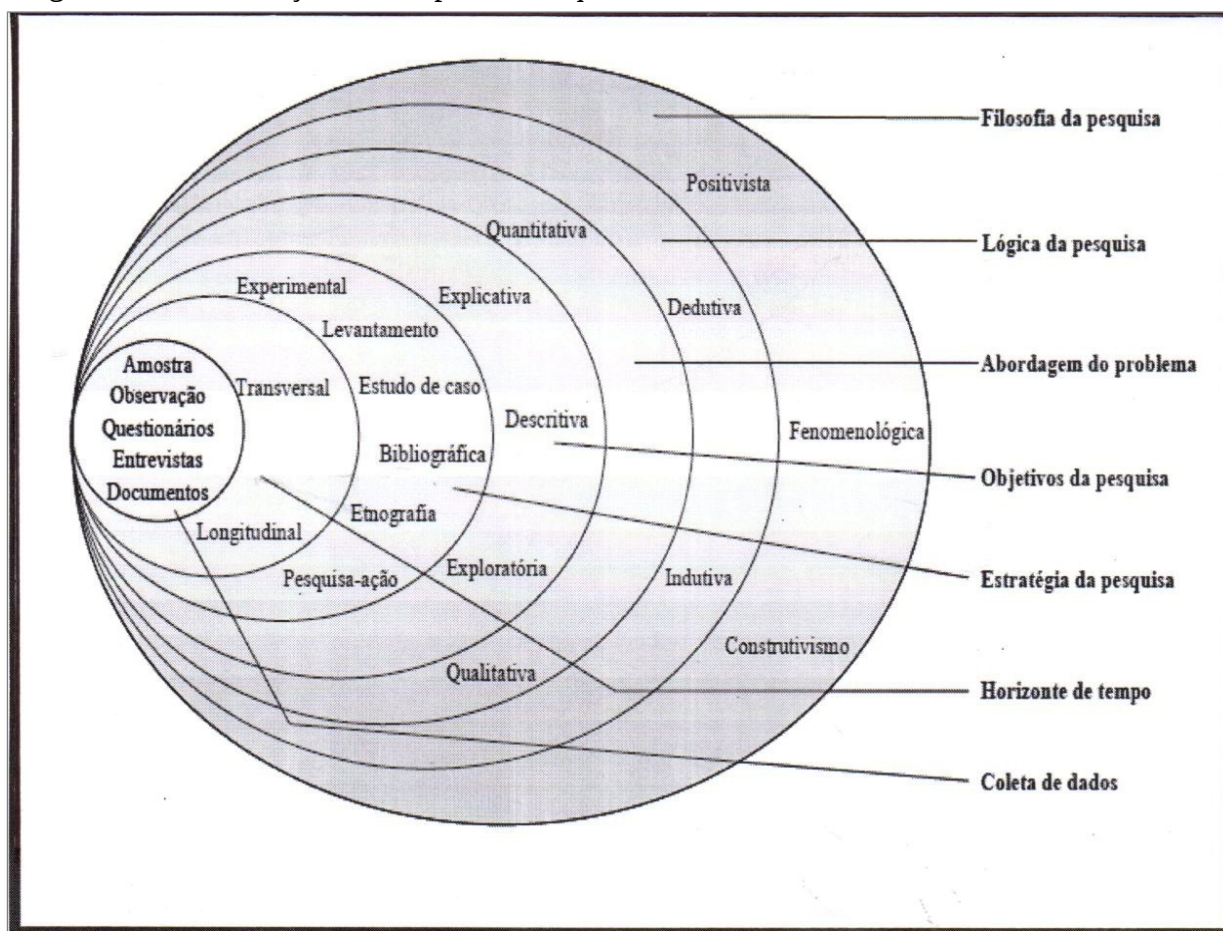 Filosofia da pesquisa
Positivista
Quantitativa
Lógica da pesquisa
Experimental
Explicativa
Dedutiva
Levantamento
Amostra
Observação
Questionários
Entrevistas
Documentos
Transversal
Estudo de caso
Abordagem do problema
Descritiva
Fenomenológica
Bibliográfica
Objetivos da pesquisa
Etnografia
Longitudinal
Pesquisa-ação
Exploratória
Indutiva
Estratégia da pesquisa
Construtivismo
Qualitativa
Horizonte de tempo
Coleta de dados